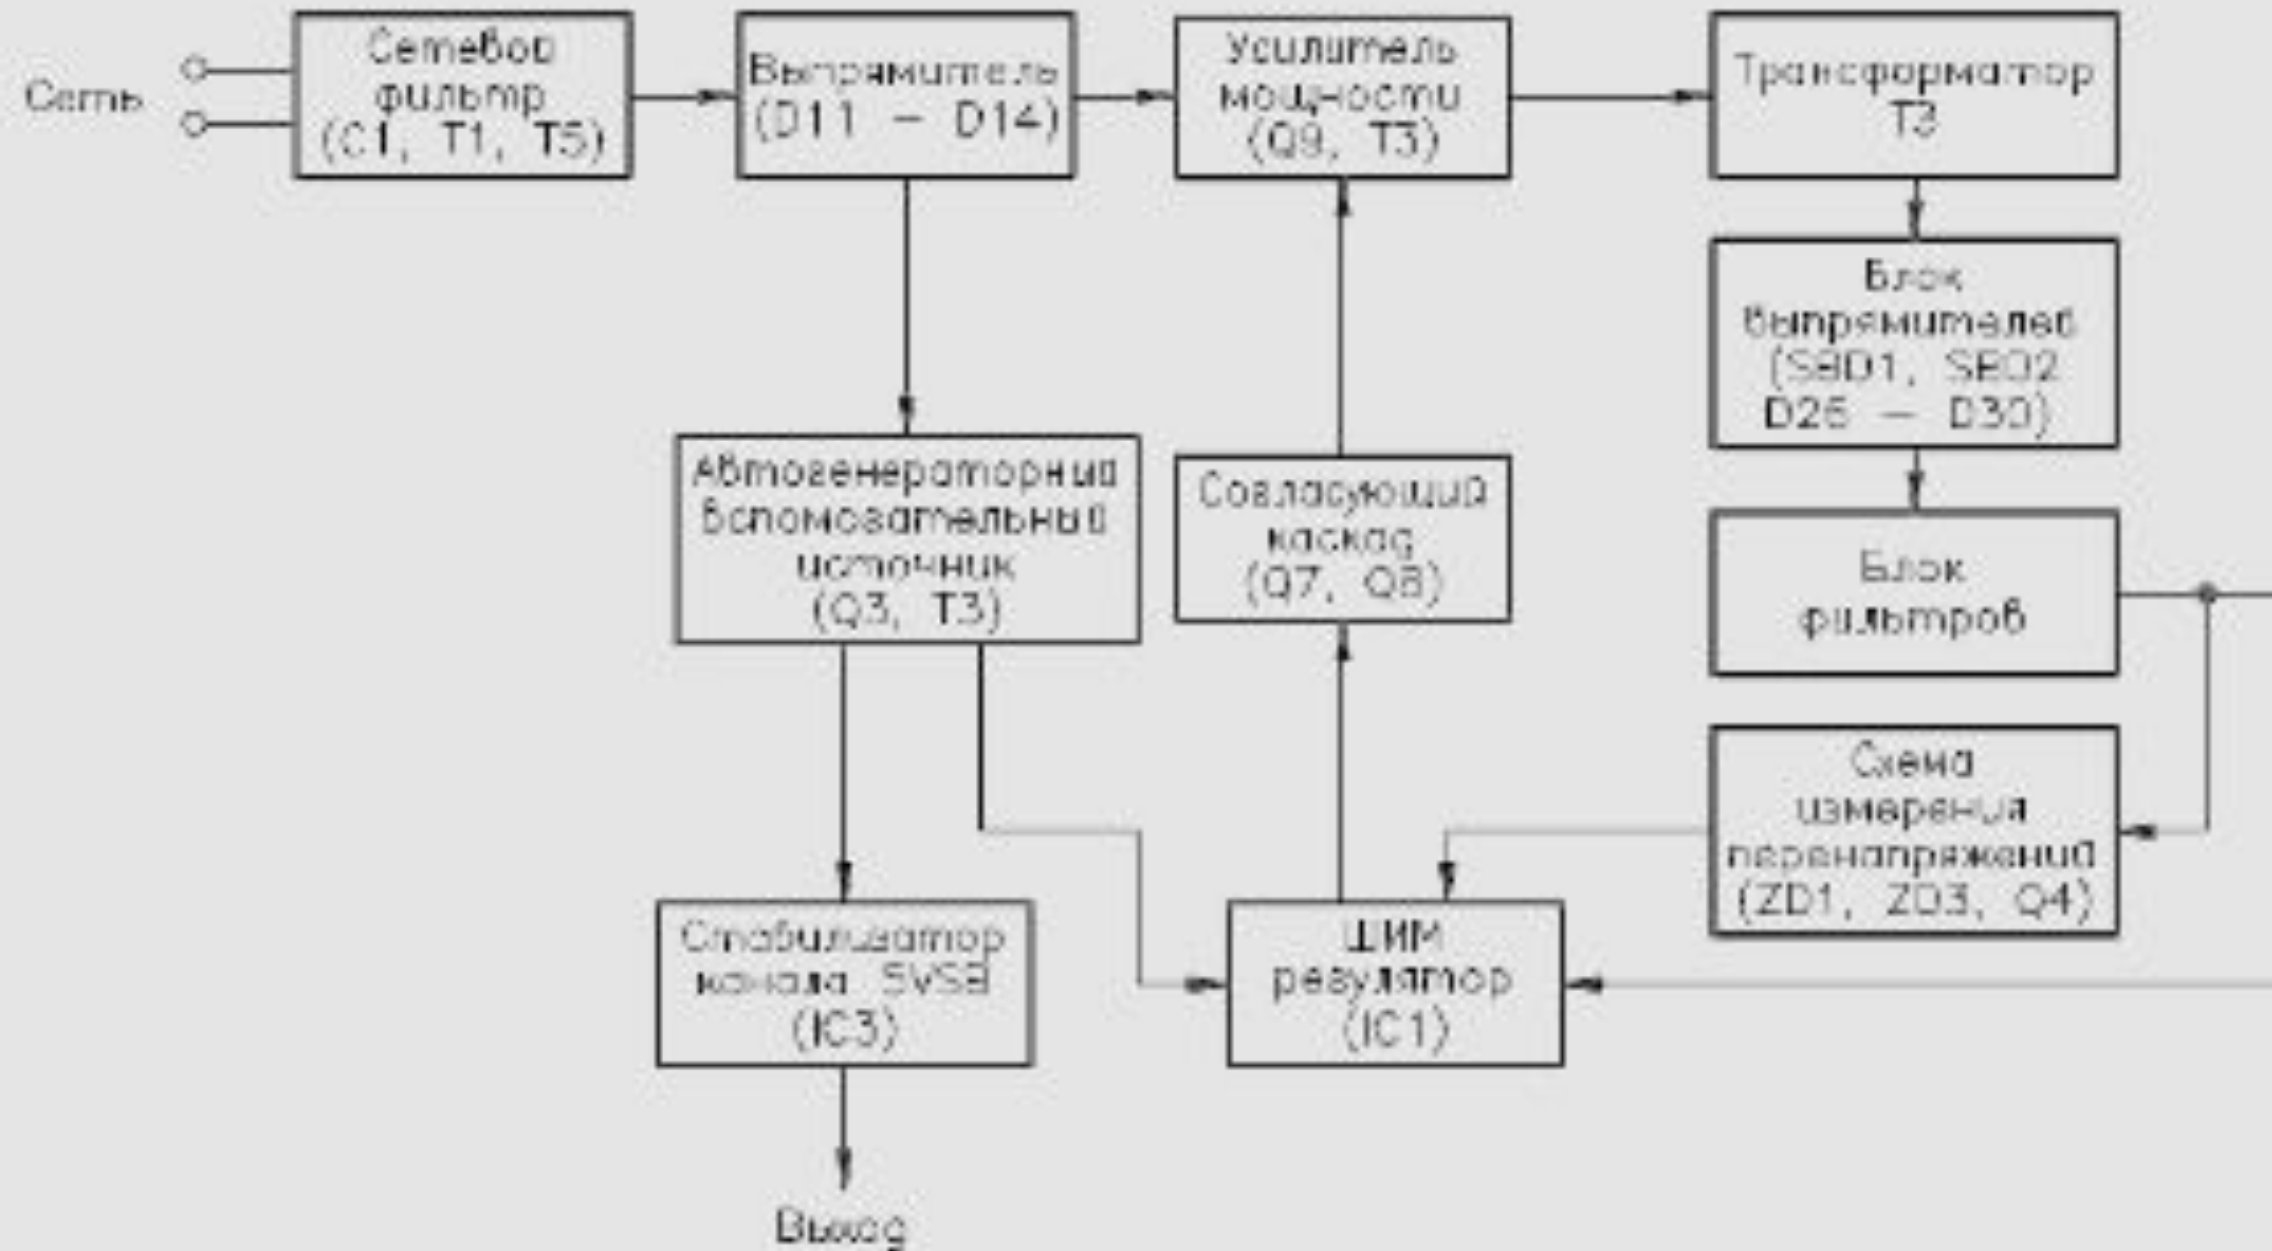 Сеть
Сетевой
фильтр
(C1, T1, T5)
Выпрямитель
(D11 – D14)
Усилитель
мощности
(Q9, T3)
Трансформатор
T3
Блок
выпрямителей
(SBD1, SBD2
D26 – D30)
Автогенераторный
вспомогательный
источник
(Q3, T3)
Согласующий
каскад
(Q7, Q8)
Блок
фильтров
Схема
измерения
перенапряжений
(ZD1, ZD3, Q4)
Стабилизатор
канала 5VSB
(IC3)
ШИМ
регулятор
(IC1)
Выход